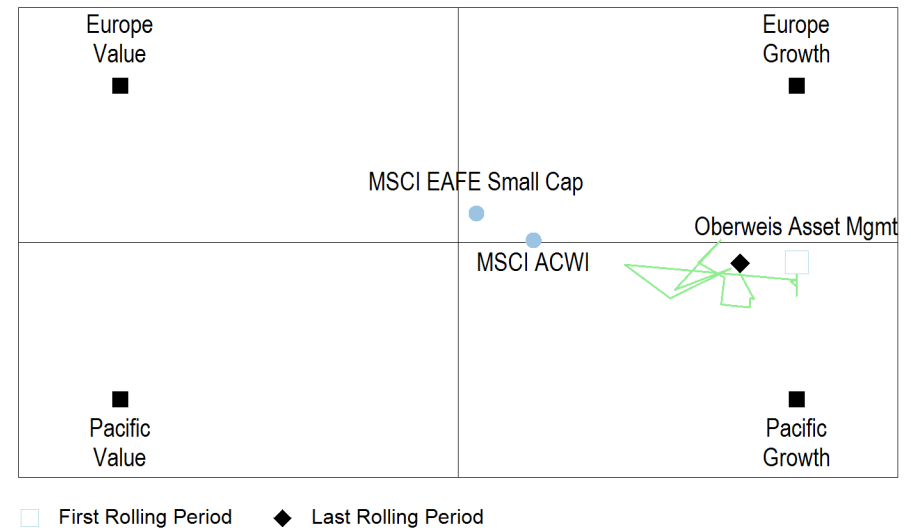 Europe
Value
Europe
Growth
MSCI EAFE Small Cap
Oberweis Asset Mgmt
MSCI ACWI
Pacific
Value
Pacific
Growth
First Rolling Period
Last Rolling Period